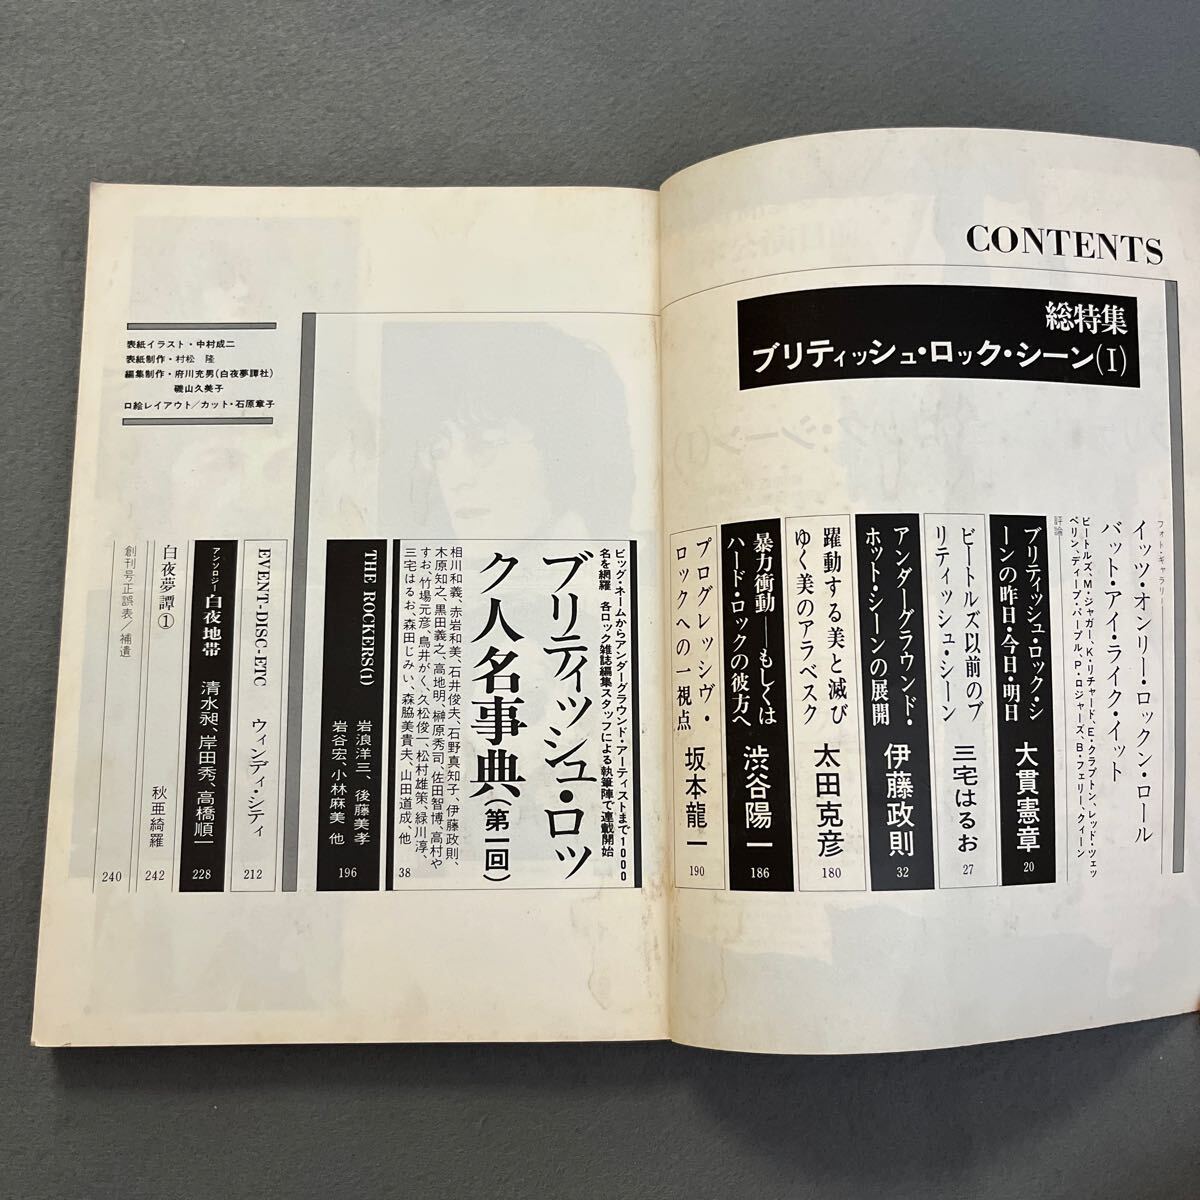 CONTENTS
総特集
ブリティッシュ・ロック・シーン(I)
フォト・ギャラリー
イッツ・オンリー・ロックン・ロール
バット・アイ・ライク・イット
ビートルズ、M・ジャガー、K・リチャード、E・クラプトン、レッド・ツェッ
ペリン、ディープ・パープル、P・ロジャーズ、B・フェリー、クィーン
評論
ブリティッシュ・ロック・シ
ーンの昨日・今日・明日
大貫憲章
20
ビートルズ以前のブ
リティッシュ・シーン
三宅はるお
27
アンダーグラウンド・
ホット・シーンの展開
伊藤政則
32
躍動する美と滅び
ゆく美のアラベスク
太田克彦
180
暴力衝動——もしくは
ハード・ロックの彼方へ
渋谷陽一
186
プログレッシヴ・
ロックへの一視点
坂本龍一
190
ビッグ・ネームからアンダーグラウンド・アーティストまで1000
名を網羅 各ロック雑誌編集スタッフによる執筆陣で連載開始
ブリティッシュ・ロッ
ク人名事典(第一回)
相川和義、赤岩和美、石井俊夫、石野真知子、伊藤政則、
木原知之、黒田義之、高地明、榊原秀司、佐田智博、高村や
すお、竹場元彦、鳥井がく、久松俊一、松村雄策、緑川淳、
三宅はるお、森田じみい、森脇美貴夫、山田道成、他
38
THE ROCKERS(1)
岩浪洋三、後藤美孝
岩谷宏、小林麻美 他
196
EVENT-DISC-ETC
ウィンディ・シティ
212
アンソロジー
白夜地帯
清水昶、岸田秀、高橋順一
228
白夜夢譚①
秋亜綺羅
242
創刊号正誤表／補遺
240
表紙イラスト・中村成二
表紙制作・村松 隆
編集制作・府川充男(白夜夢譚社)
磯山久美子
口絵レイアウト／カット・石原章子